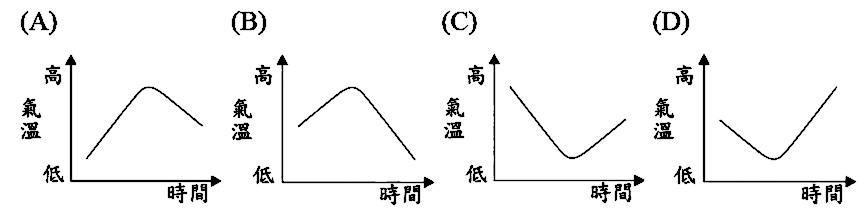 (A) (B) (C) (D)
高 高 高 高
氣溫 氣溫 氣溫 氣溫
低 低 低 低
時間 時間 時間 時間